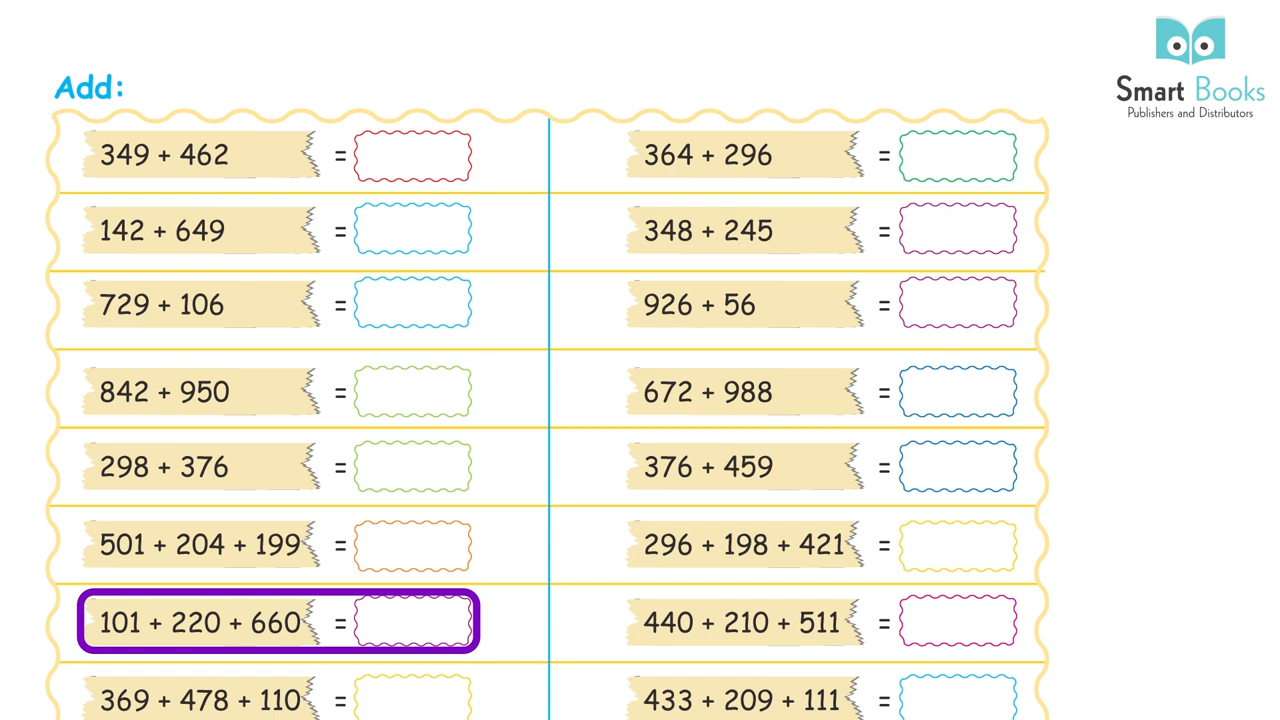 Smart Books
Publishers and Distributors
Add:
349 + 462 =
364 + 296 =
142 + 649 =
348 + 245 =
729 + 106 =
926 + 56 =
842 + 950 =
672 + 988 =
298 + 376 =
376 + 459 =
501 + 204 + 199 =
296 + 198 + 421 =
101 + 220 + 660 =
440 + 210 + 511 =
369 + 478 + 110 =
433 + 209 + 111 =